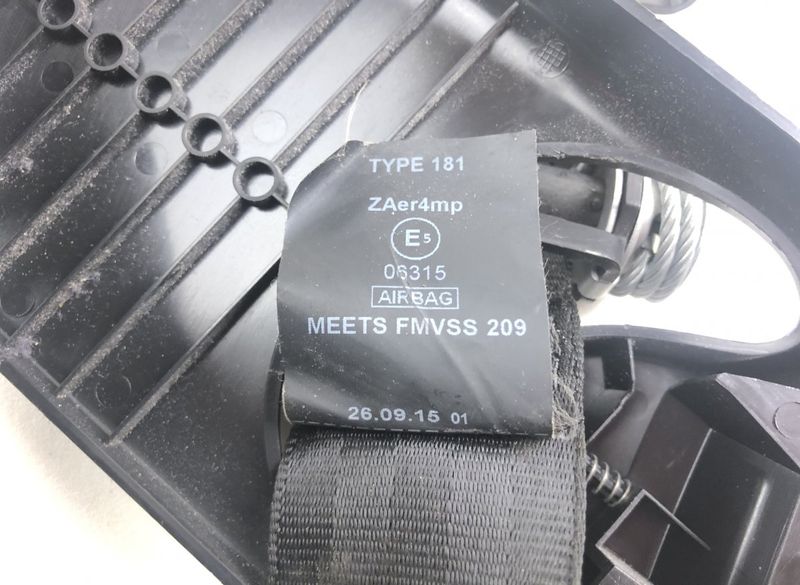 TYPE 181
ZAer4mp
E5
06315
AIRBAG
MEETS FMVSS 209
26.09.15 01